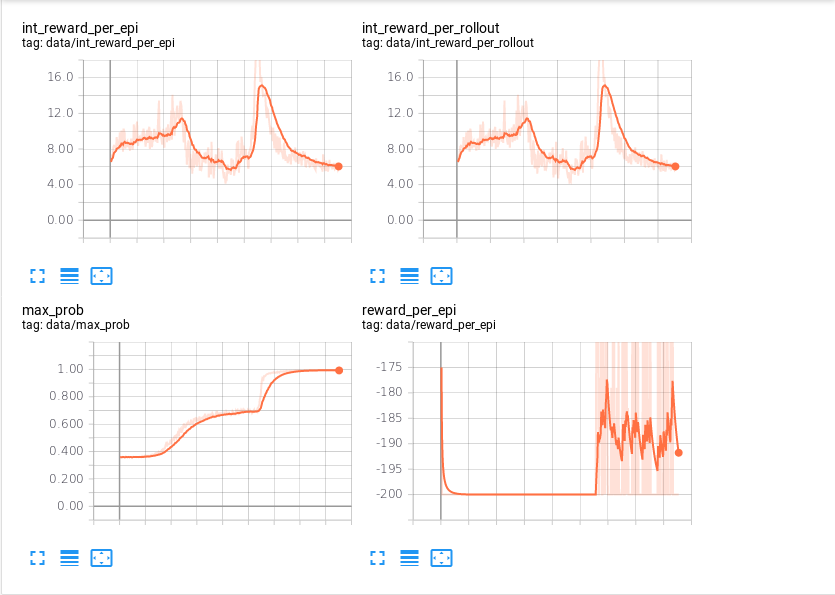 int_reward_per_epi
tag: data/int_reward_per_epi
16.0
12.0
8.00
4.00
0.00
int_reward_per_rollout
tag: data/int_reward_per_rollout
16.0
12.0
8.00
4.00
0.00
max_prob
tag: data/max_prob
1.00
0.800
0.600
0.400
0.200
0.00
reward_per_epi
tag: data/reward_per_epi
-175
-180
-185
-190
-195
-200